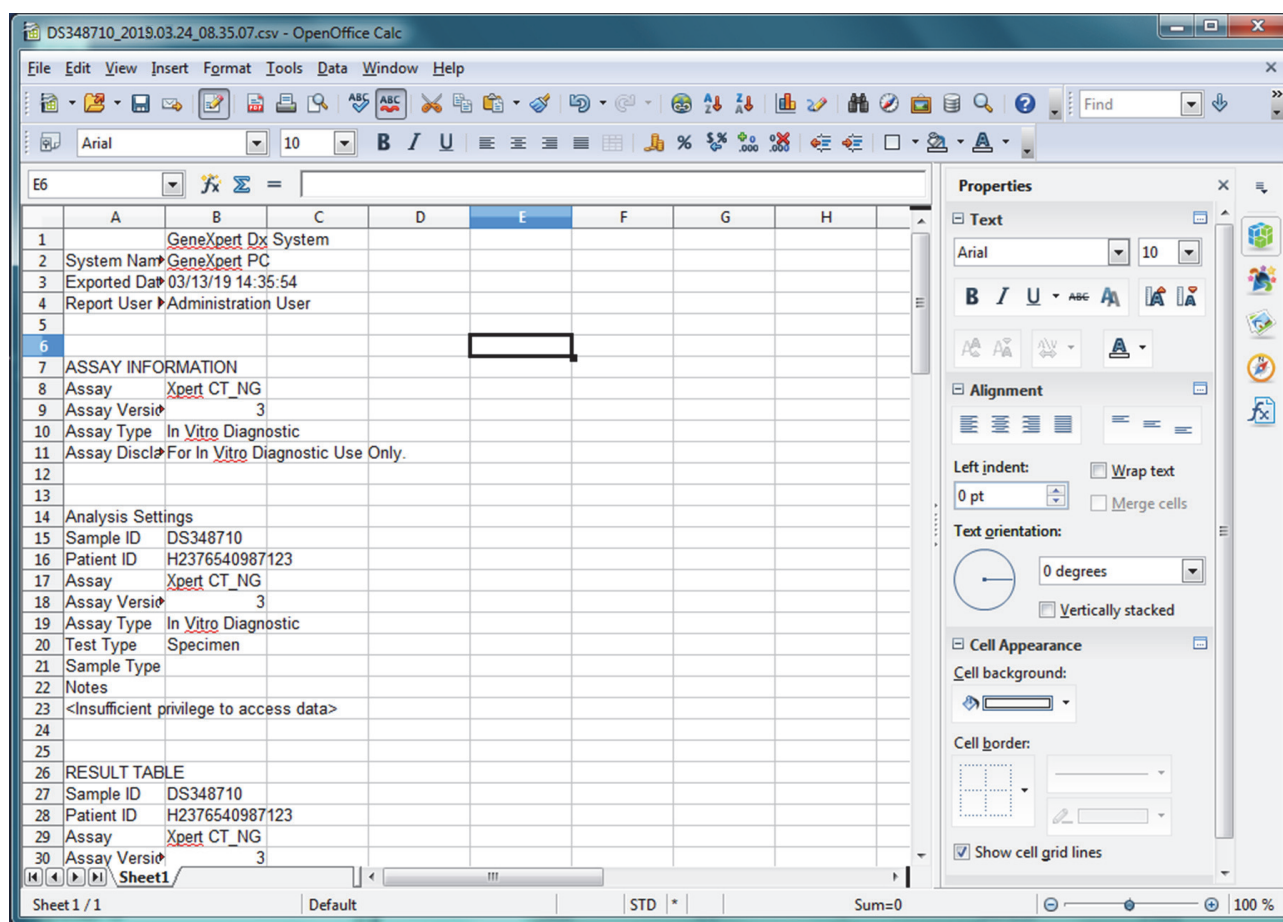 DS348710_2019.03.24_08.35.07.csv - OpenOffice Calc
File Edit View Insert Format Tools Data Window Help
Find
Arial 10
E6
Properties
A B C D E F G H
Text
1 GeneXpert Dx System
Arial 10
2 System Nam GeneXpert PC
3 Exported Dat 03/13/19 14:35:54
4 Report User Administration User
5
6
7 ASSAY INFORMATION
8 Assay Xpert CT_NG
9 Assay Versio 3
10 Assay Type In Vitro Diagnostic
11 Assay Discla For In Vitro Diagnostic Use Only.
12
13
14 Analysis Settings
15 Sample ID DS348710
16 Patient ID H2376540987123
17 Assay Xpert CT_NG
18 Assay Versio 3
19 Assay Type In Vitro Diagnostic
20 Test Type Specimen
21 Sample Type
22 Notes
23 <Insufficient privilege to access data>
24
25
26 RESULT TABLE
27 Sample ID DS348710
28 Patient ID H2376540987123
29 Assay Xpert CT_NG
30 Assay Versio 3
Alignment
Left indent:
Wrap text
0 pt
Merge cells
Text orientation:
0 degrees
Vertically stacked
Cell Appearance
Cell background:
Cell border:
Show cell grid lines
Sheet1
Sheet 1 / 1 Default STD * Sum=0 100 %